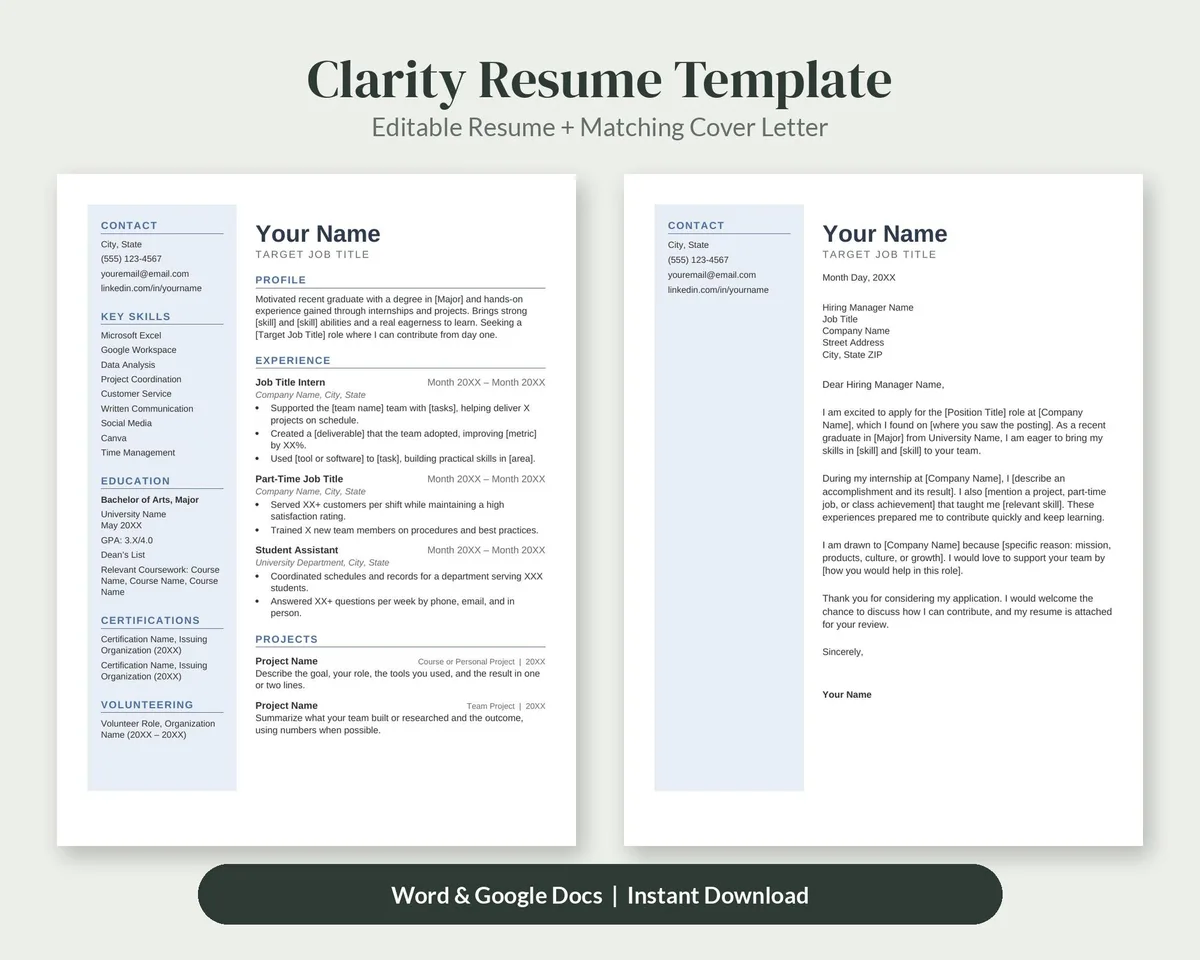 Clarity Resume Template
Editable Resume + Matching Cover Letter
CONTACT
City, State
(555) 123-4567
youremail@email.com
linkedin.com/in/yourname
KEY SKILLS
Microsoft Excel
Google Workspace
Data Analysis
Project Coordination
Customer Service
Written Communication
Social Media
Canva
Time Management
EDUCATION
Bachelor of Arts, Major
University Name
May 20XX
GPA: 3.X/4.0
Dean's List
Relevant Coursework: Course
Name, Course Name, Course
Name
CERTIFICATIONS
Certification Name, Issuing
Organization (20XX)
Certification Name, Issuing
Organization (20XX)
VOLUNTEERING
Volunteer Role, Organization
Name (20XX – 20XX)
Your Name
TARGET JOB TITLE
PROFILE
Motivated recent graduate with a degree in [Major] and hands-on
experience gained through internships and projects. Brings strong
[skill] and [skill] abilities and a real eagerness to learn. Seeking a
[Target Job Title] role where I can contribute from day one.
EXPERIENCE
Job Title Intern Month 20XX – Month 20XX
Company Name, City, State
• Supported the [team name] team with [tasks], helping deliver X
projects on schedule.
• Created a [deliverable] that the team adopted, improving [metric]
by XX%.
• Used [tool or software] to [task], building practical skills in [area].
Part-Time Job Title Month 20XX – Month 20XX
Company Name, City, State
• Served XX+ customers per shift while maintaining a high
satisfaction rating.
• Trained X new team members on procedures and best practices.
Student Assistant Month 20XX – Month 20XX
University Department, City, State
• Coordinated schedules and records for a department serving XXX
students.
• Answered XX+ questions per week by phone, email, and in
person.
PROJECTS
Project Name Course or Personal Project | 20XX
Describe the goal, your role, the tools you used, and the result in one
or two lines.
Project Name Team Project | 20XX
Summarize what your team built or researched and the outcome,
using numbers when possible.
CONTACT
City, State
(555) 123-4567
youremail@email.com
linkedin.com/in/yourname
Your Name
TARGET JOB TITLE
Month Day, 20XX
Hiring Manager Name
Job Title
Company Name
Street Address
City, State ZIP
Dear Hiring Manager Name,
I am excited to apply for the [Position Title] role at [Company
Name], which I found on [where you saw the posting]. As a recent
graduate in [Major] from University Name, I am eager to bring my
skills in [skill] and [skill] to your team.
During my internship at [Company Name], I [describe an
accomplishment and its result]. I also [mention a project, part-time
job, or class achievement] that taught me [relevant skill]. These
experiences prepared me to contribute quickly and keep learning.
I am drawn to [Company Name] because [specific reason: mission,
products, culture, or growth]. I would love to support your team by
[how you would help in this role].
Thank you for considering my application. I would welcome the
chance to discuss how I can contribute, and my resume is attached
for your review.
Sincerely,
Your Name
Word & Google Docs | Instant Download